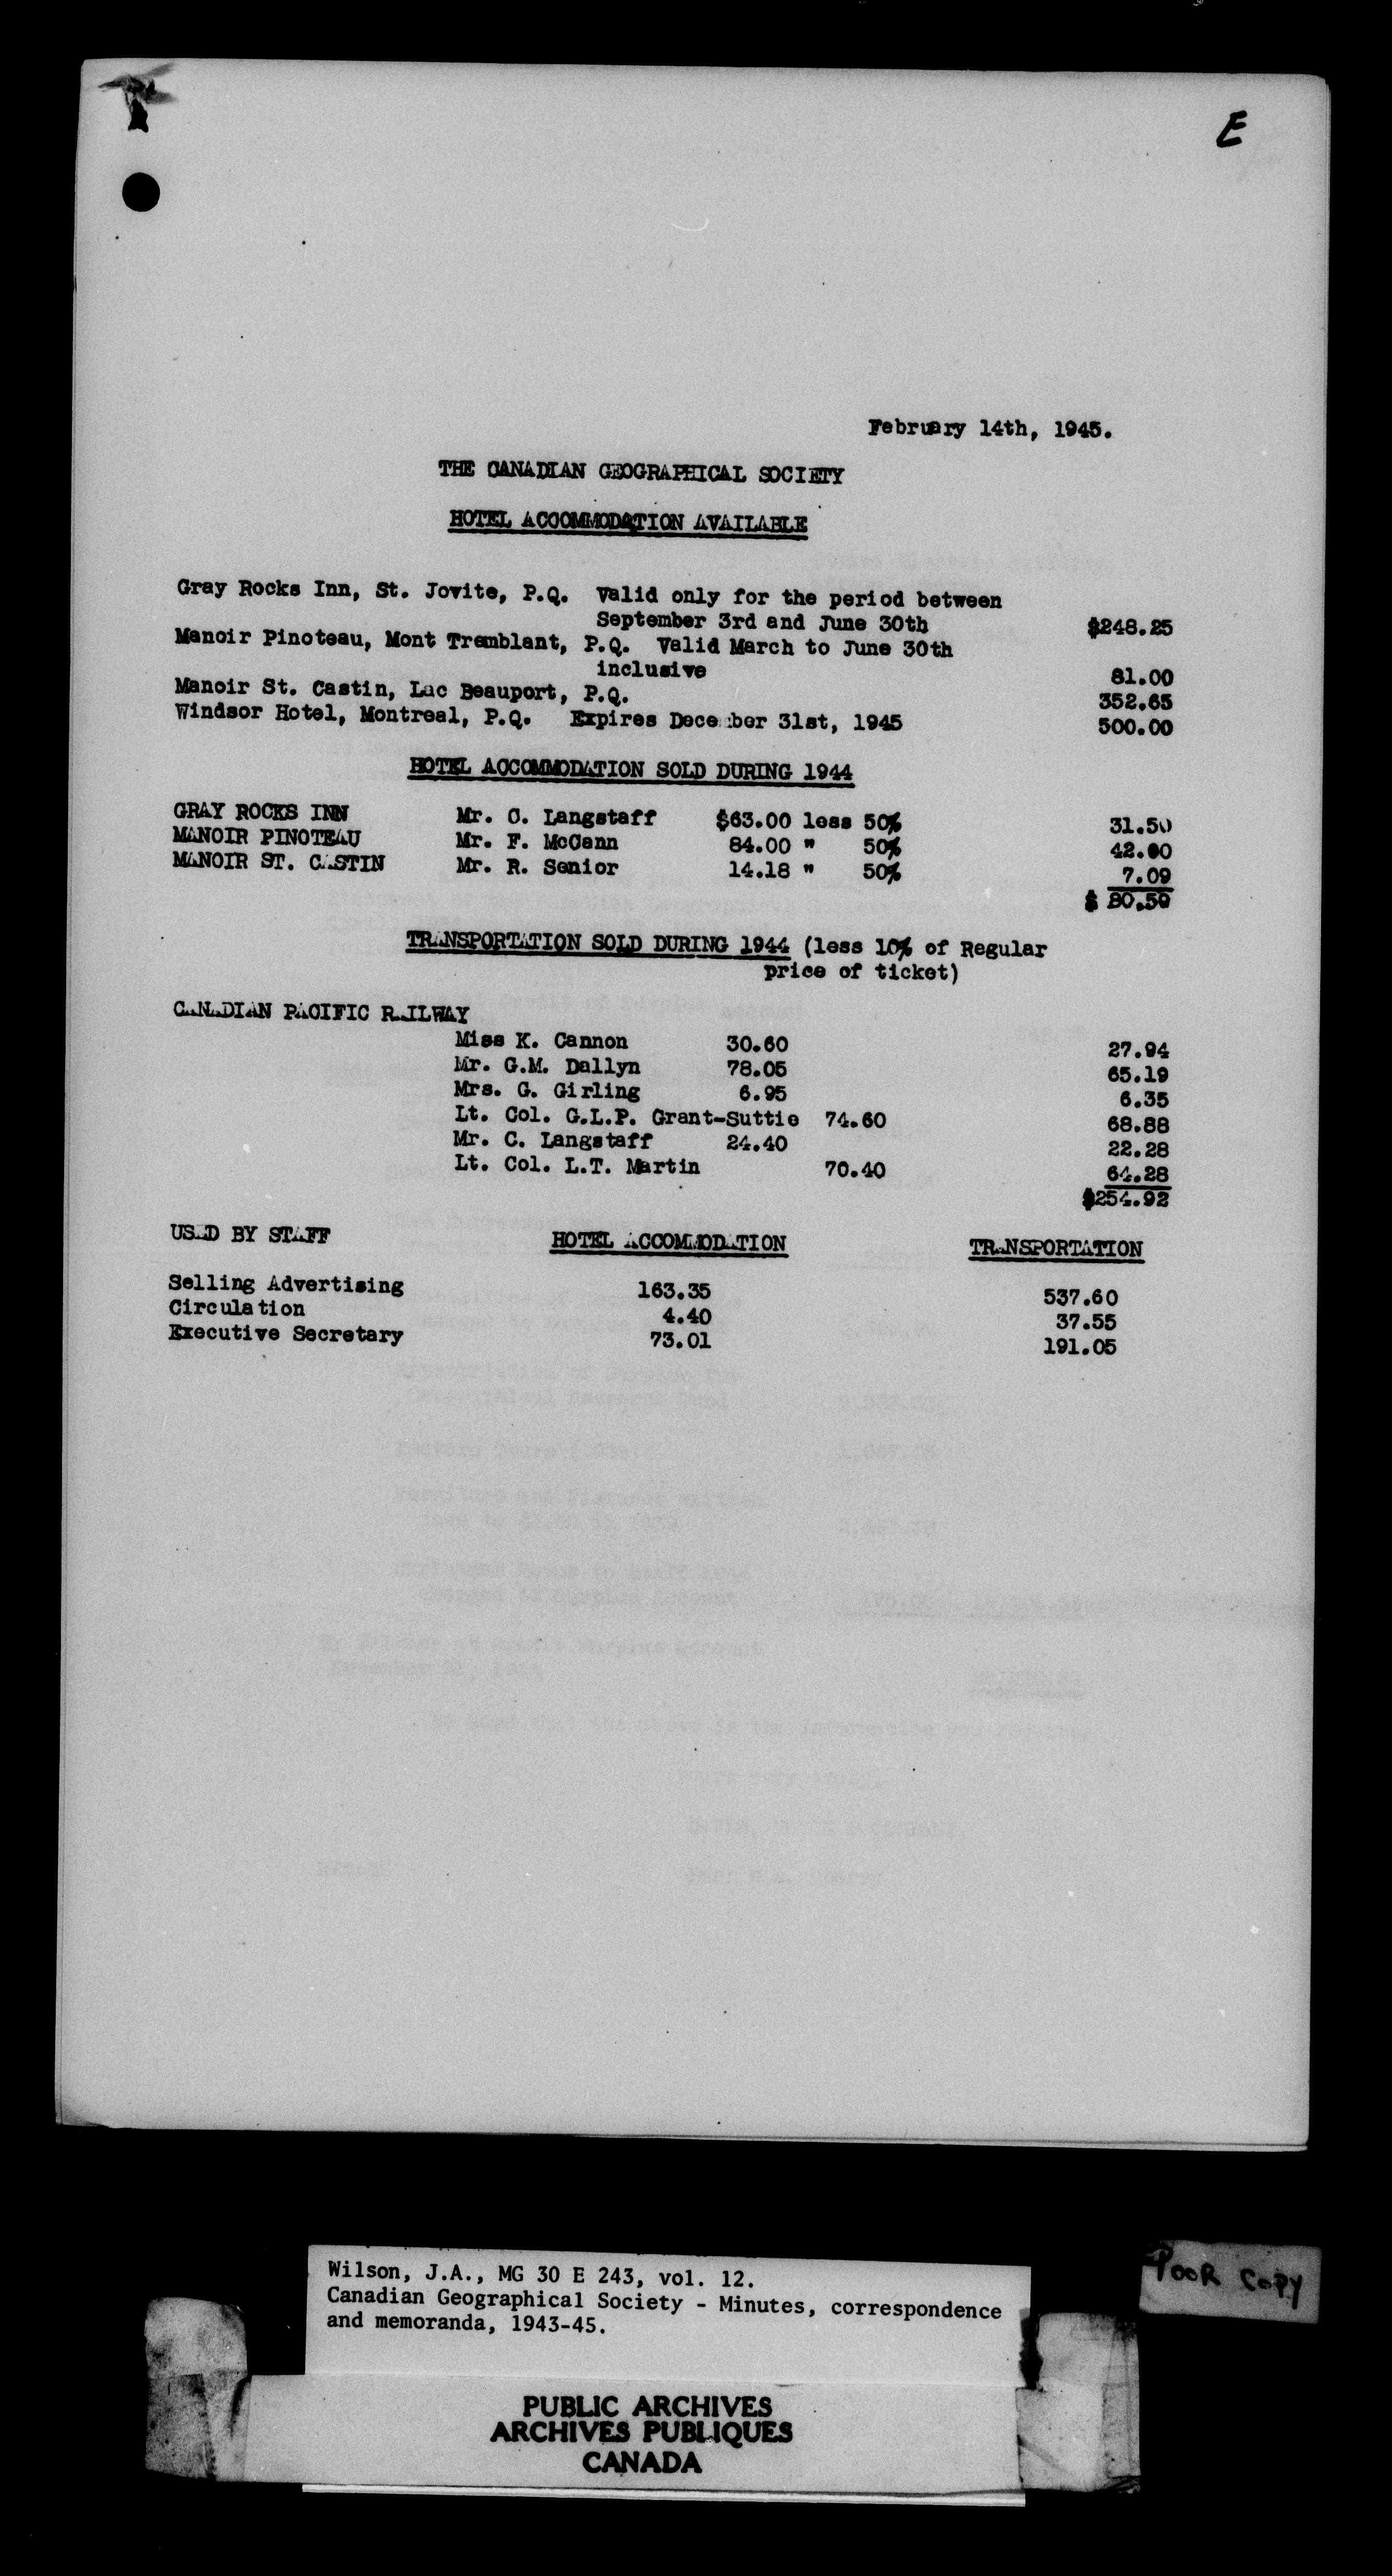 E
February 14th, 1945.
THE CANADIAN GEOGRAPHICAL SOCIETY
HOTEL ACCOMMODATION AVAILABLE
Gray Rocks Inn, St. Jovite, P.Q. Valid only for the period between
September 3rd and June 30th $248.25
Manoir Pinoteau, Mont Tremblant, P.Q. Valid March to June 30th
inclusive 81.00
Manoir St. Castin, Lac Beauport, P.Q. 352.65
Windsor Hotel, Montreal, P.Q. Expires December 31st, 1945 500.00
HOTEL ACCOMMODATION SOLD DURING 1944
GRAY ROCKS INN Mr. C. Langstaff $63.00 less 50% 31.50
MANOIR PINOTEAU Mr. F. McCann 84.00 " 50% 42.00
MANOIR ST. CASTIN Mr. R. Senior 14.18 " 50% 7.09
$ 80.59
TRANSPORTATION SOLD DURING 1944 (less 10% of Regular
price of ticket)
CANADIAN PACIFIC RAILWAY
Miss K. Cannon 30.60 27.94
Mr. G.M. Dallyn 78.05 65.19
Mrs. G. Girling 6.95 6.35
Lt. Col. G.L.P. Grant-Suttie 74.60 68.88
Mr. C. Langstaff 24.40 22.28
Lt. Col. L.T. Martin 70.40 64.28
$254.92
USED BY STAFF HOTEL ACCOMMODATION TRANSPORTATION
Selling Advertising 163.35 537.60
Circulation 4.40 37.55
Executive Secretary 73.01 191.05
Wilson, J.A., MG 30 E 243, vol. 12.
Canadian Geographical Society - Minutes, correspondence
and memoranda, 1943-45.
POOR COPY
PUBLIC ARCHIVES
ARCHIVES PUBLIQUES
CANADA